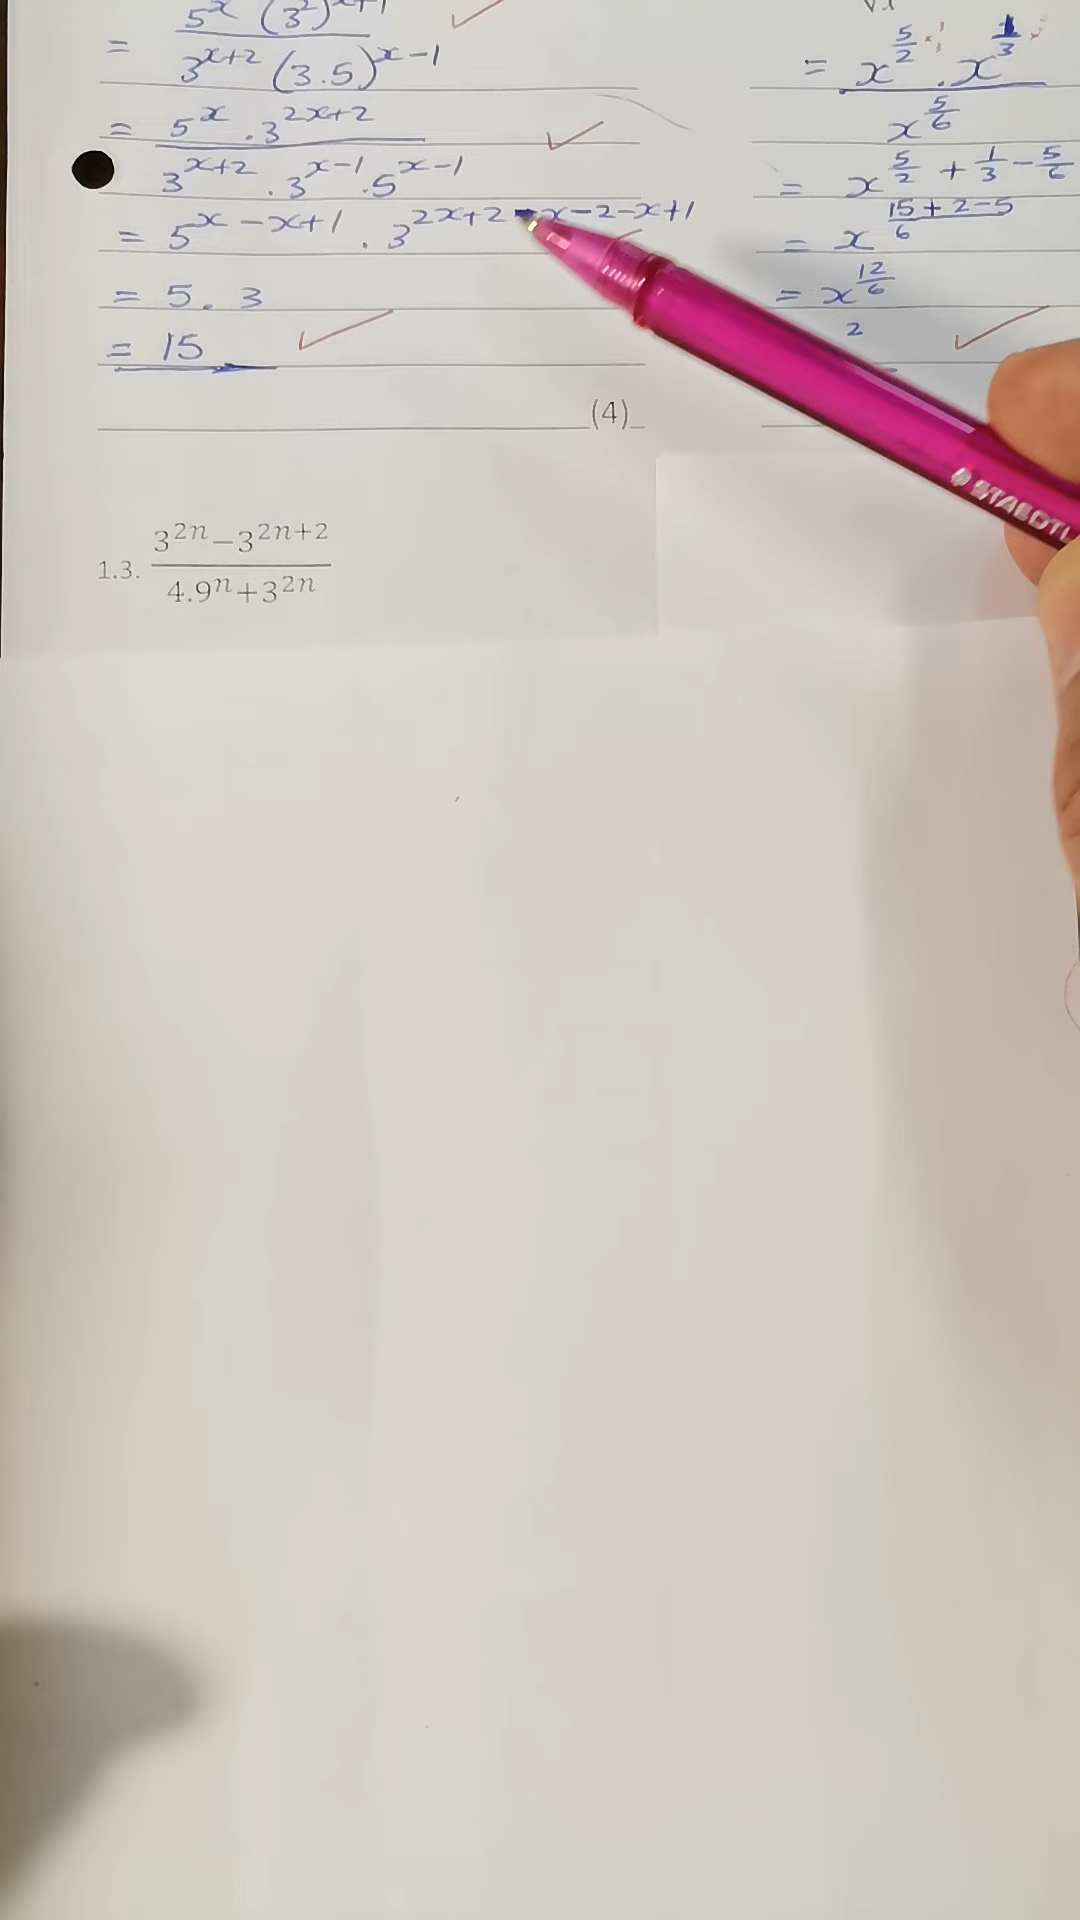 = 5^x (3^2)^{x+1} / 3^{x+2} (3.5)^{x-1}
= 5^x . 3^{2x+2} / 3^{x+2} . 3^{x-1} . 5^{x-1}
= 5^{x-x+1} . 3^{2x+2-x-2-x+1}
= 5 . 3
= 15
(4)
1.3. 3^{2n} – 3^{2n+2} / 4.9^n + 3^{2n}
= x^{5/2} . x^{1/3} / x^{5/6}
= x^{5/2 + 1/3 - 5/6}
= x^{(15+2-5)/6}
= x^{12/6}
2
STAEDTL